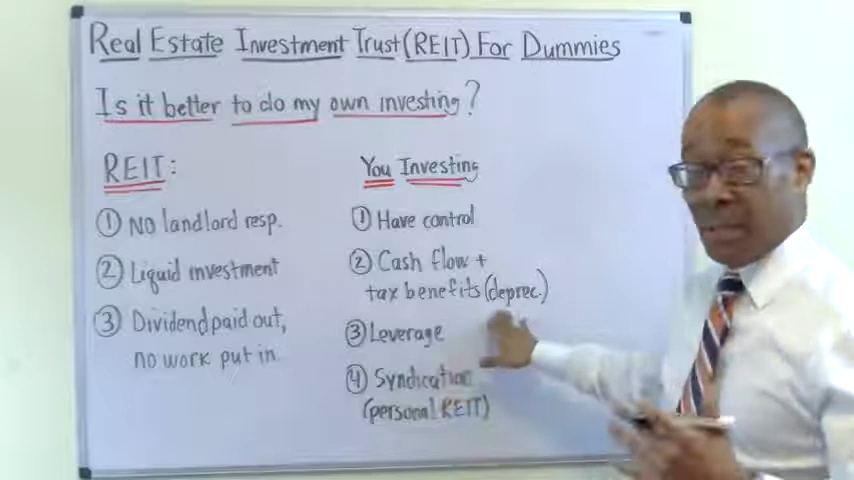 Real Estate Investment Trust (REIT) For Dummies
Is it better to do my own investing?
REIT:
① No landlord resp.
② Liquid investment
③ Dividend paid out,
no work put in
You Investing
① Have control
② Cash flow +
tax benefits (deprec.)
③ Leverage
④ Syndication
(personal REIT)